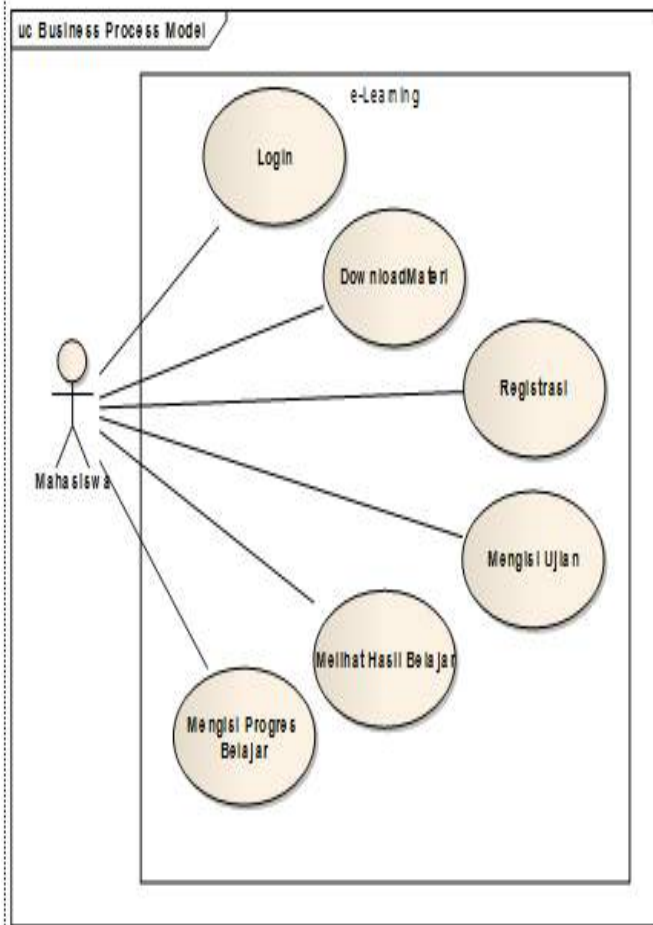 uc Business Process Model
e-Learning
Login
DownloadMateri
Registrasi
Mahasiswa
Mengisi Ujian
Melihat Hasil Belajar
Mengisi Progres
Belajar